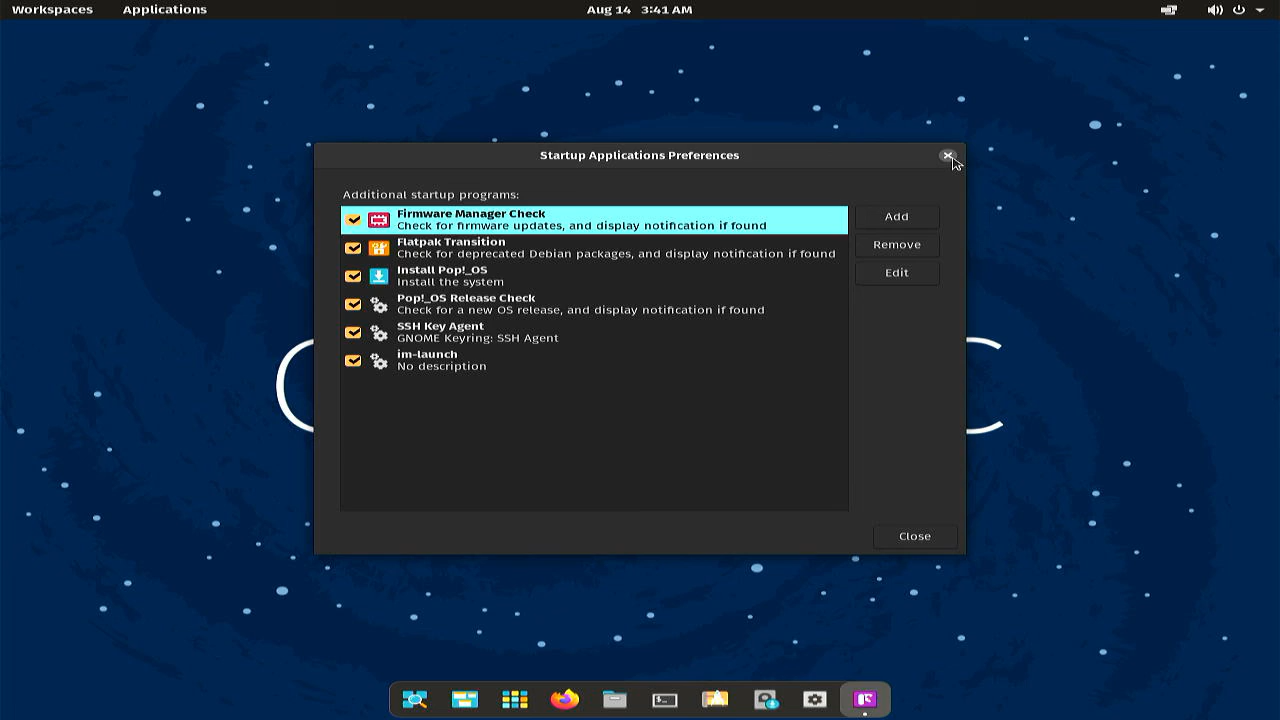 Workspaces Applications Aug 14 3:41 AM
Startup Applications Preferences
Additional startup programs:
Firmware Manager Check
Check for firmware updates, and display notification if found
Flatpak Transition
Check for deprecated Debian packages, and display notification if found
Install Pop!_OS
Install the system
Pop!_OS Release Check
Check for a new OS release, and display notification if found
SSH Key Agent
GNOME Keyring: SSH Agent
im-launch
No description
Add
Remove
Edit
Close